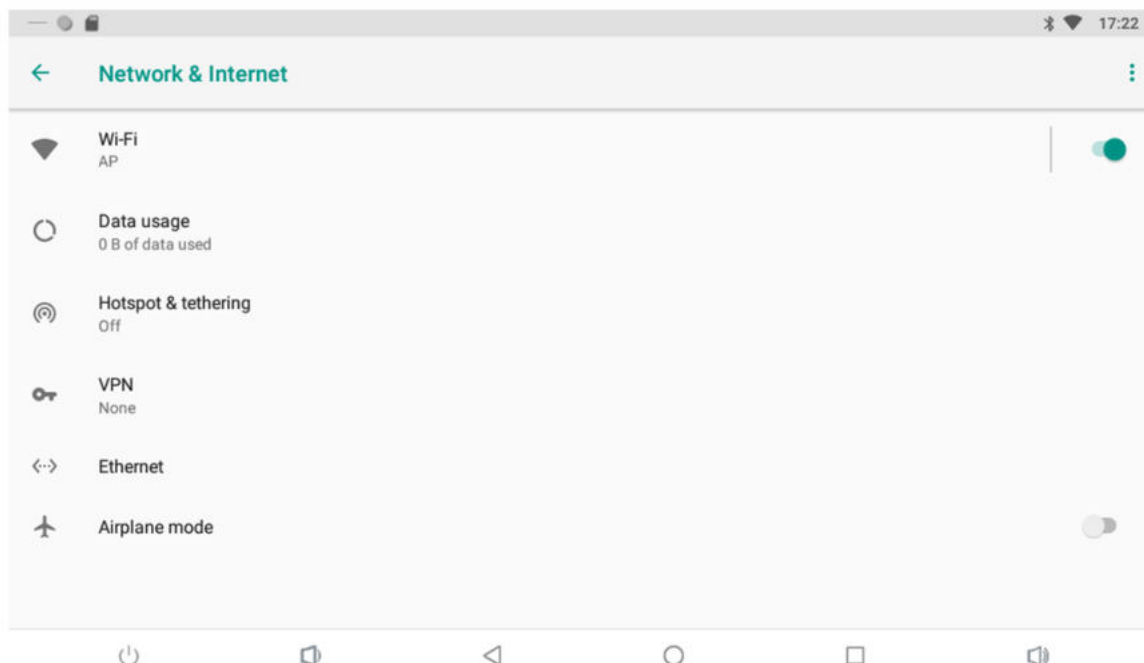 17:22
Network & Internet
Wi-Fi
AP
Data usage
0 B of data used
Hotspot & tethering
Off
VPN
None
Ethernet
Airplane mode